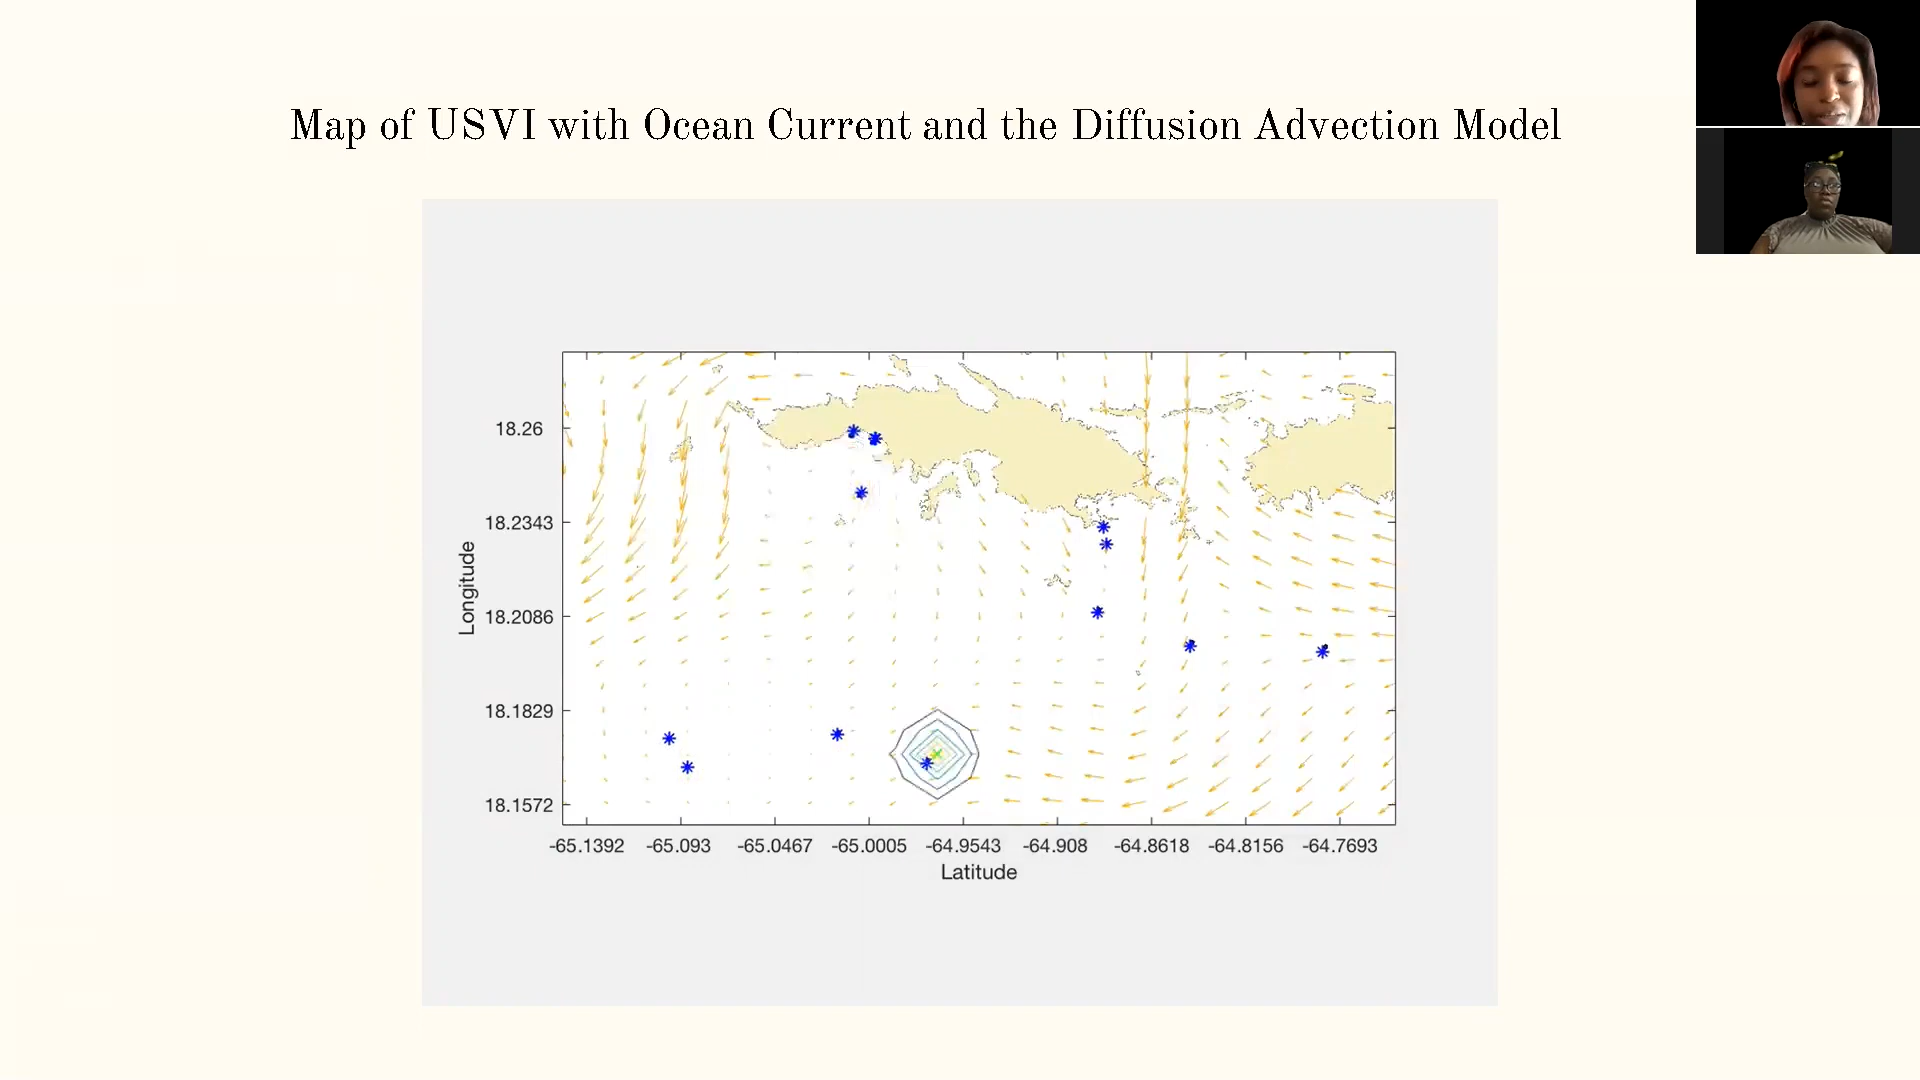 Map of USVI with Ocean Current and the Diffusion Advection Model
18.26
18.2343
18.2086
18.1829
18.1572
Longitude
-65.1392 -65.093 -65.0467 -65.0005 -64.9543 -64.908 -64.8618 -64.8156 -64.7693
Latitude